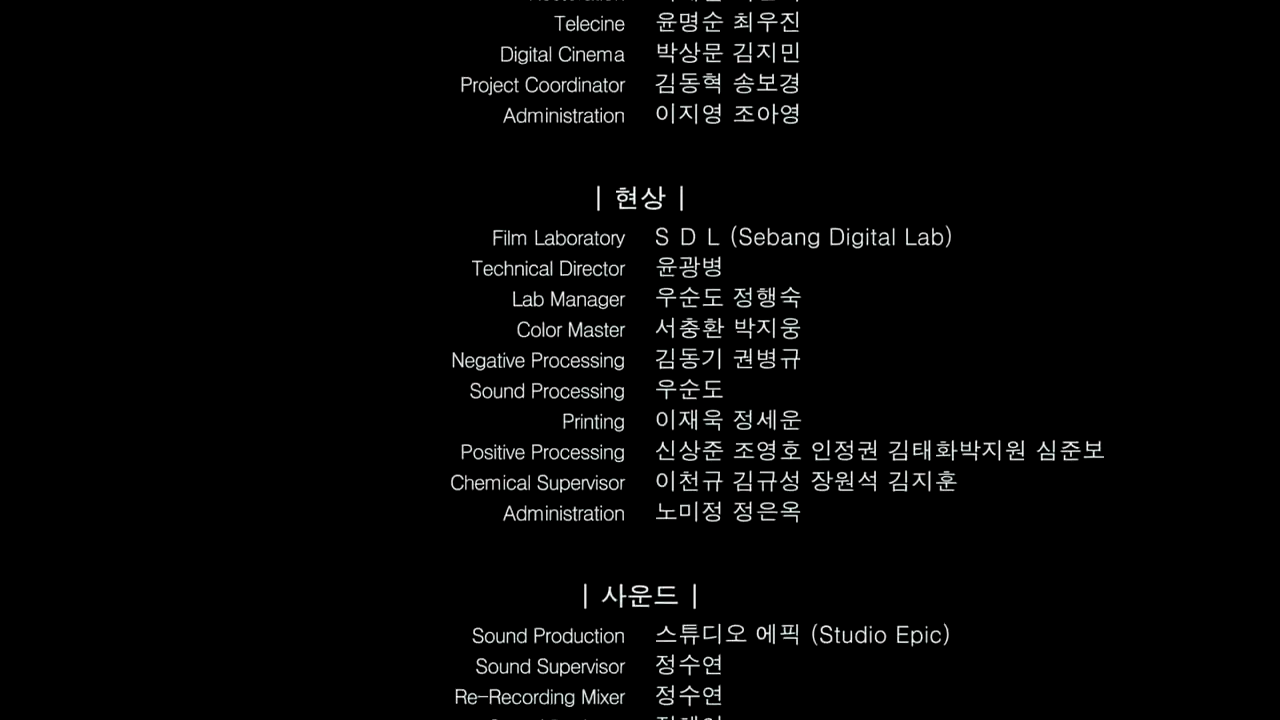 Telecine 윤명순 최우진
Digital Cinema 박상문 김지민
Project Coordinator 김동혁 송보경
Administration 이지영 조아영
| 현상 |
Film Laboratory S D L (Sebang Digital Lab)
Technical Director 윤광병
Lab Manager 우순도 정행숙
Color Master 서충환 박지웅
Negative Processing 김동기 권병규
Sound Processing 우순도
Printing 이재욱 정세운
Positive Processing 신상준 조영호 인정권 김태화박지원 심준보
Chemical Supervisor 이천규 김규성 장원석 김지훈
Administration 노미정 정은옥
| 사운드 |
Sound Production 스튜디오 에픽 (Studio Epic)
Sound Supervisor 정수연
Re-Recording Mixer 정수연